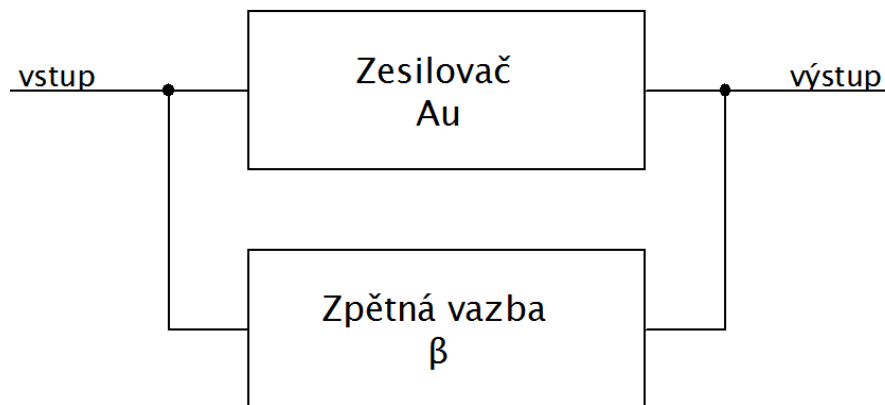 vstup
Zesilovač
Au
výstup
Zpětná vazba
β